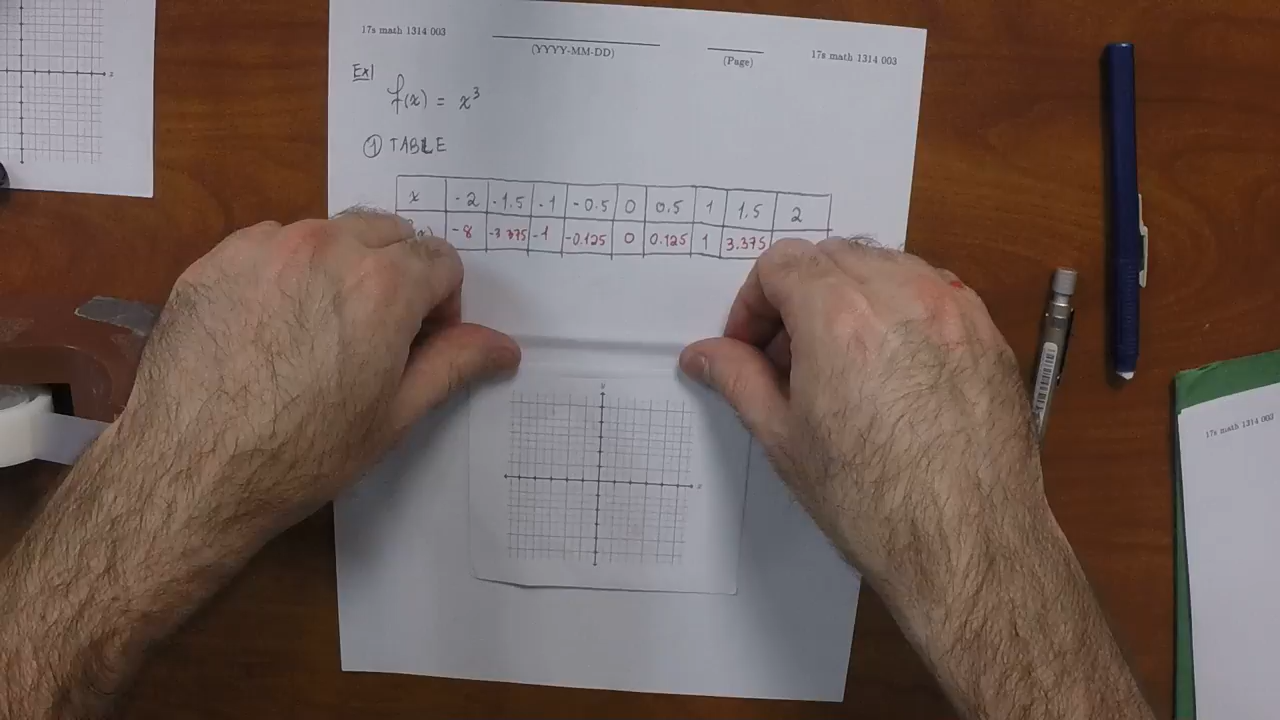 17s math 1314 003
(YYYY-MM-DD)
(Page)
17s math 1314 003
Ex1
f(x) = x³
① TABLE
x -2 -1.5 -1 -0.5 0 0.5 1 1.5 2
-8 -3.375 -1 -0.125 0 0.125 1 3.375
y
x
x
17s math 1314 003